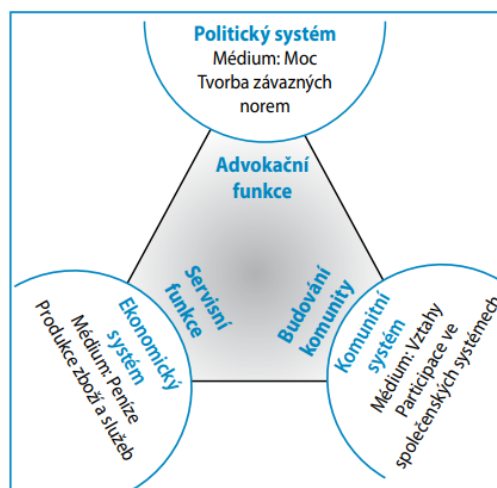 Politický systém
Médium: Moc
Tvorba závazných
norem
Advokační
funkce
Servisní
funkce
Budování
komunity
Ekonomický
systém
Médium: Peníze
Produkce zboží a služeb
Komunitní
systém
Médium: Vztahy
Participace ve
společenských systémech